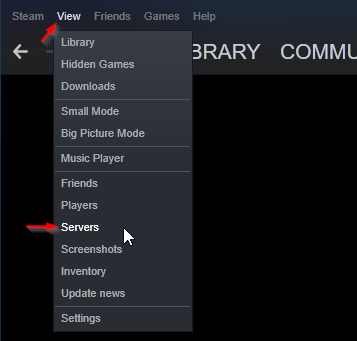 Steam View Friends Games Help
BRARY COMMU
Library
Hidden Games
Downloads
Small Mode
Big Picture Mode
Music Player
Friends
Players
Servers
Screenshots
Inventory
Update news
Settings